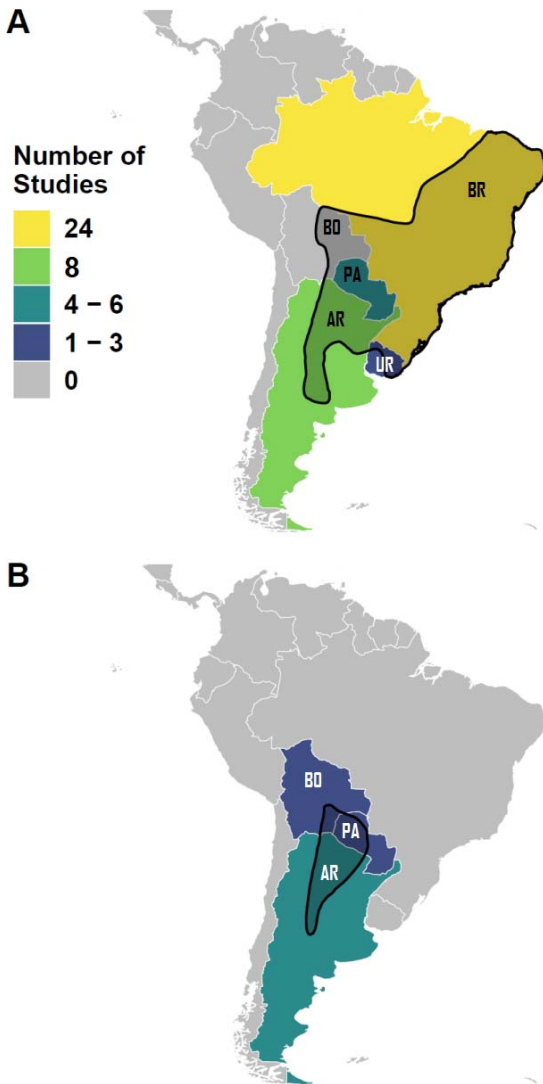 A
Number of
Studies
24
8
4 – 6
1 – 3
0
BR
BO
PA
AR
UR
B
BO
PA
AR